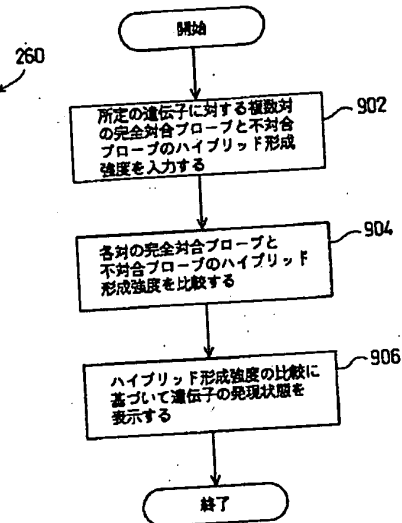 開始
260
所定の遺伝子に対する複数対
の完全対合プローブと不対合
プローブのハイブリッド形成
強度を入力する
902
各対の完全対合プローブと
不対合プローブのハイブリッド
形成強度を比較する
904
ハイブリッド形成強度の比較に
基づいて遺伝子の発現状態を
表示する
906
終了